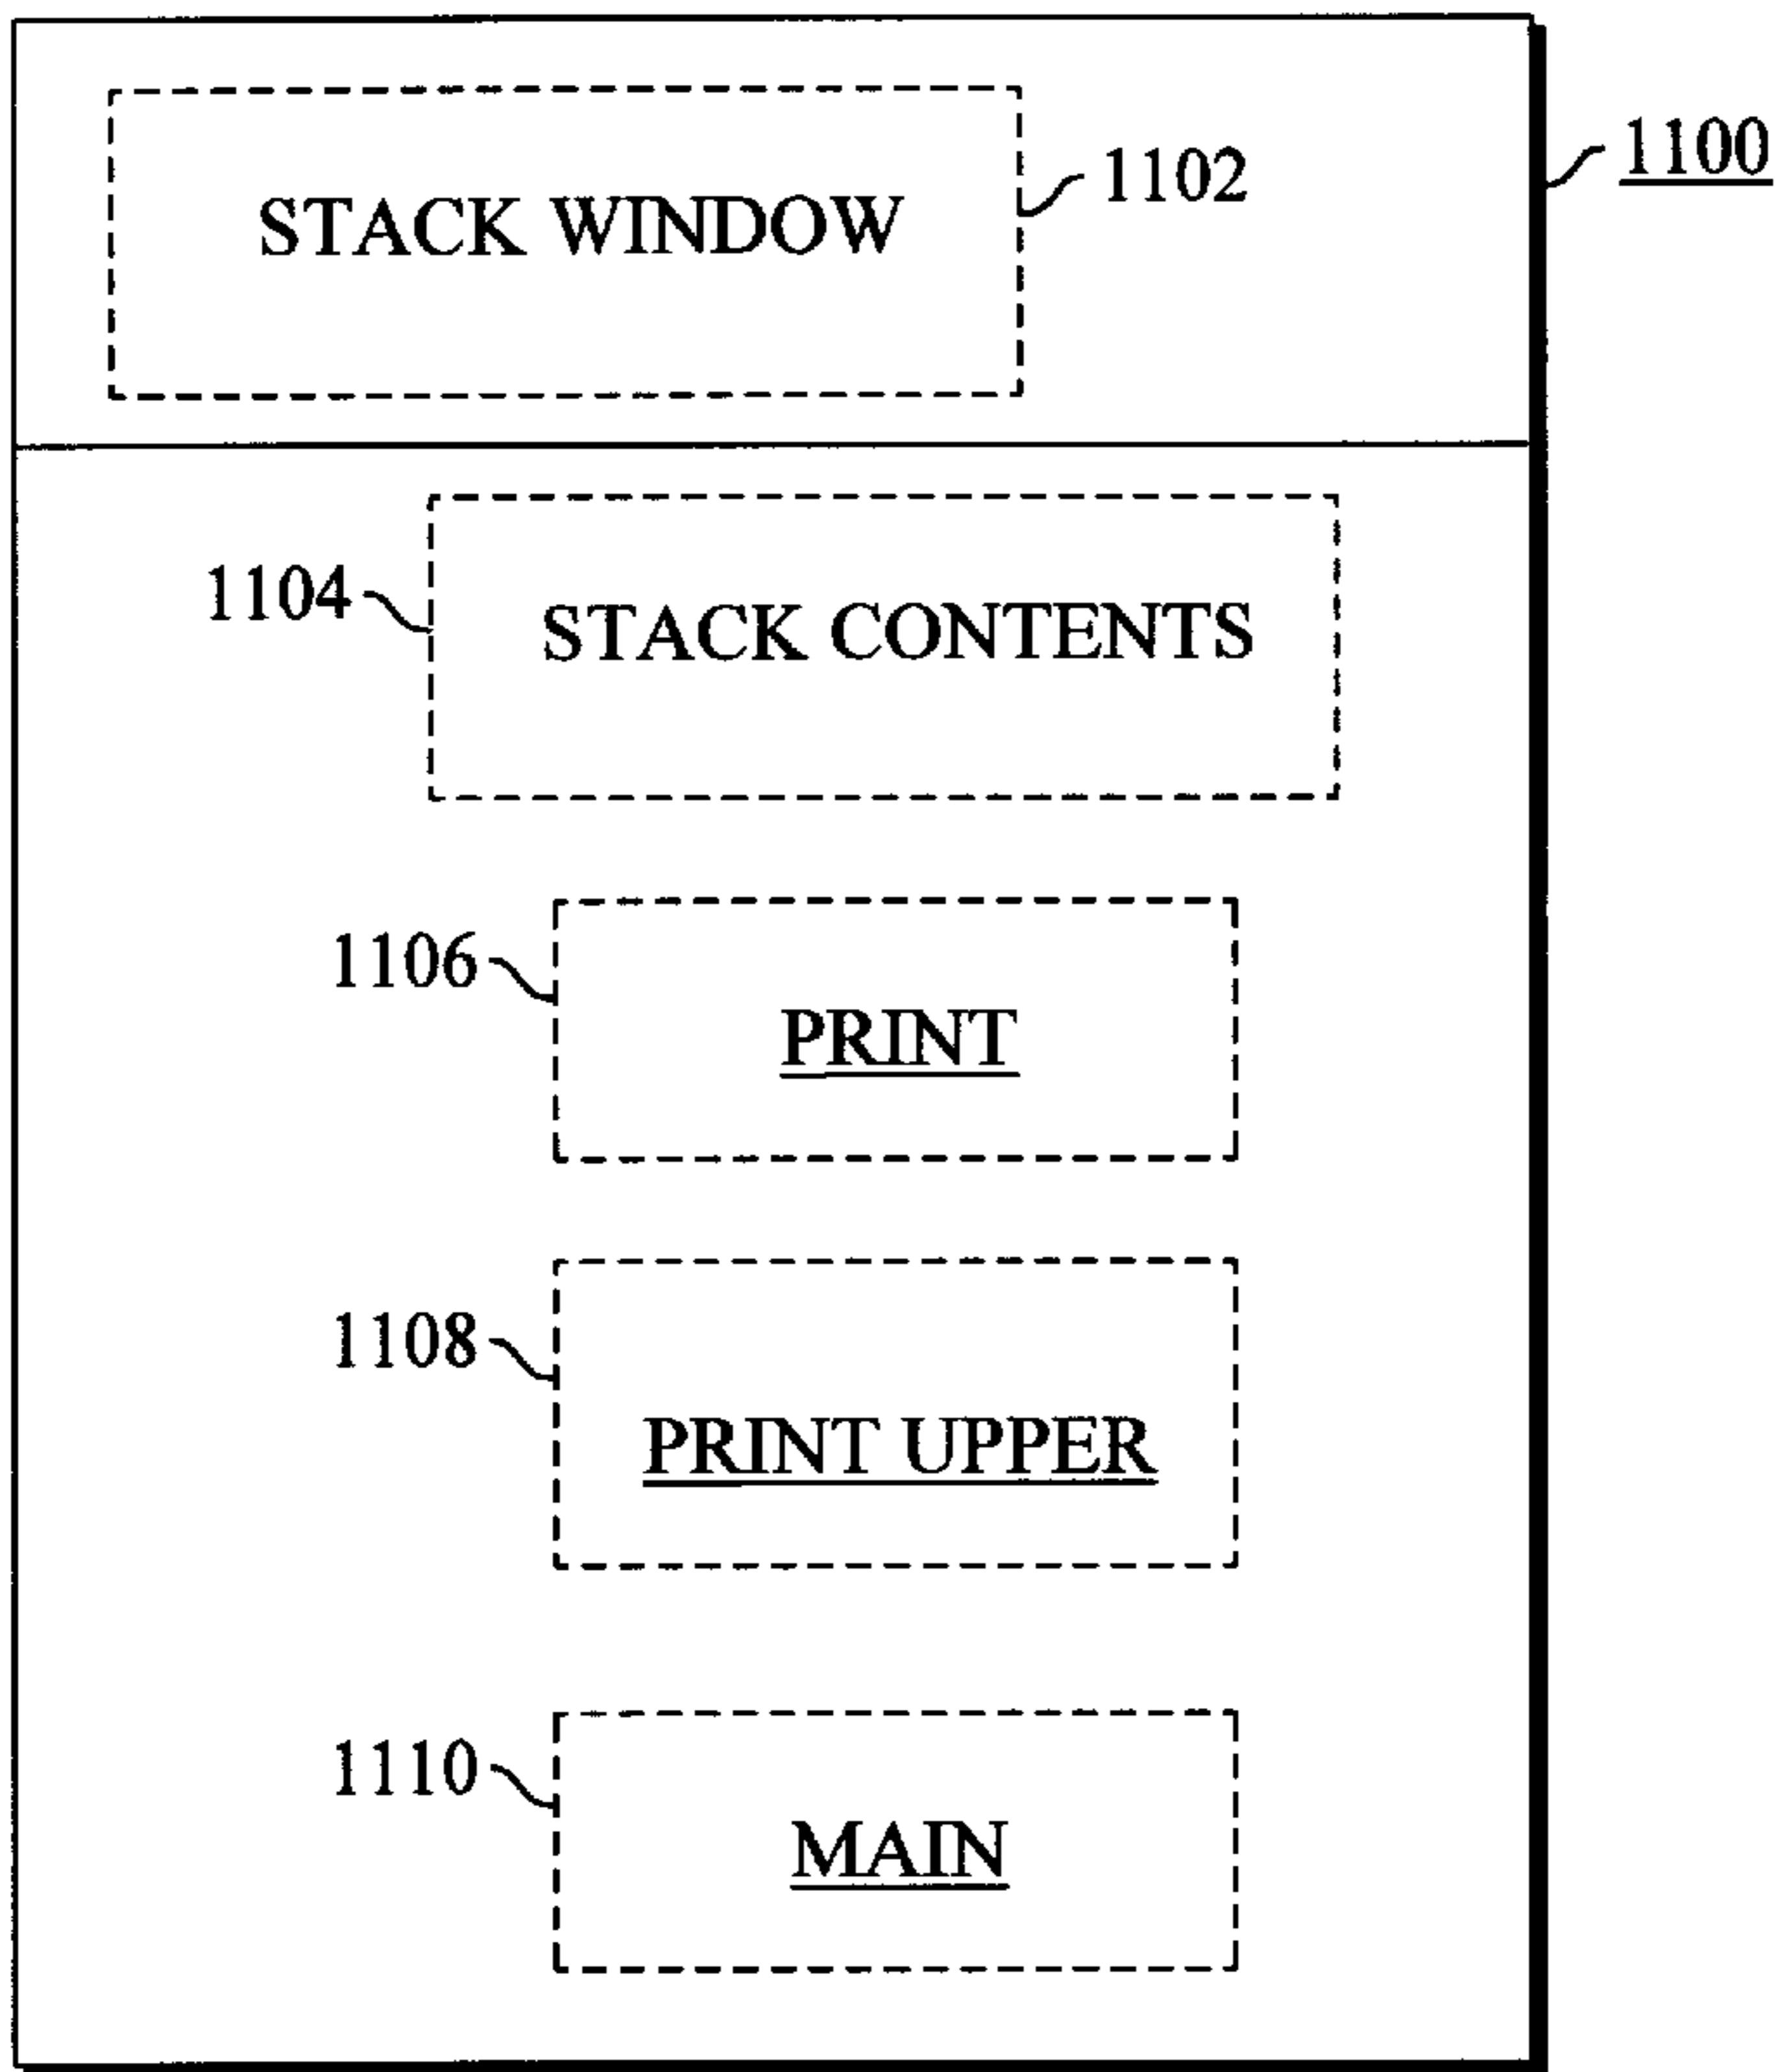 1100
1102
STACK WINDOW
1104
STACK CONTENTS
1106
PRINT
1108
PRINT UPPER
1110
MAIN